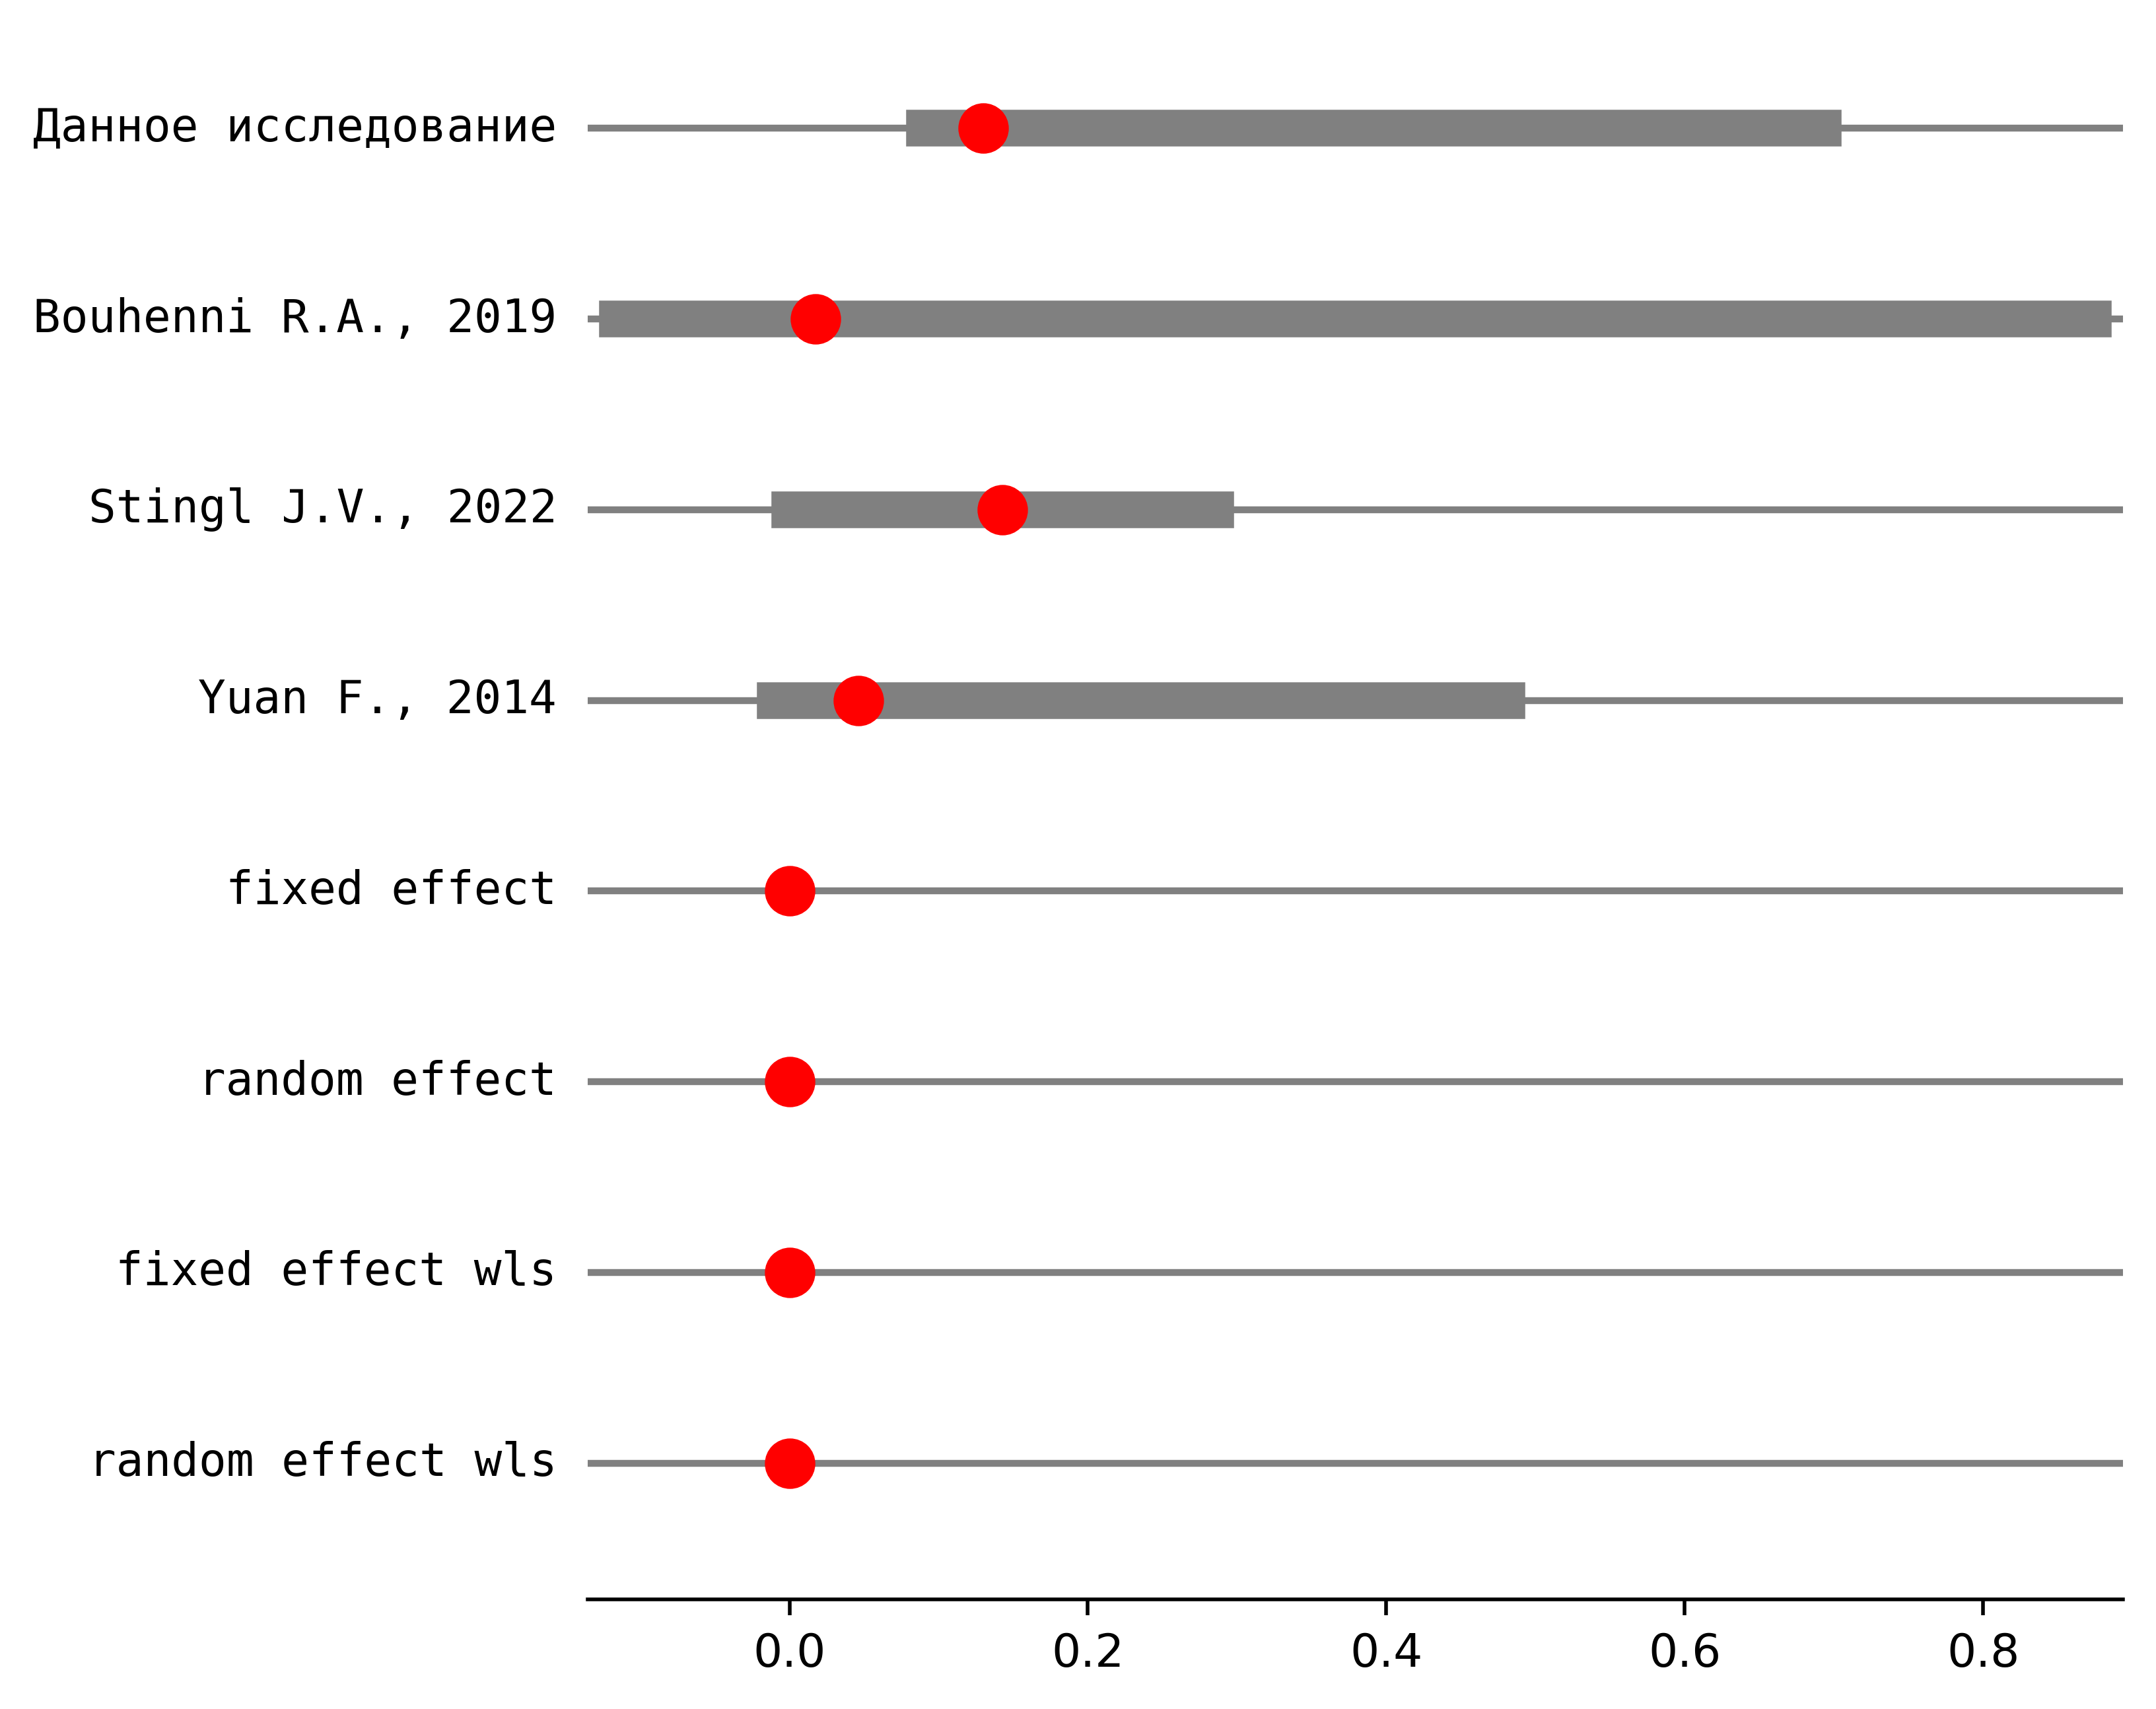 Данное исследование
Bouhenni R.A., 2019
Stingl J.V., 2022
Yuan F., 2014
fixed effect
random effect
fixed effect wls
random effect wls
0.0 0.2 0.4 0.6 0.8